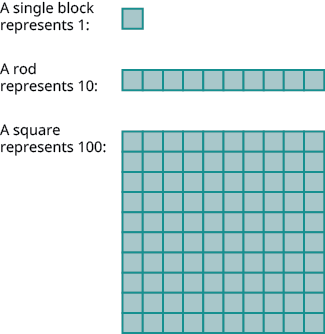 A single block
represents 1:
A rod
represents 10:
A square
represents 100: